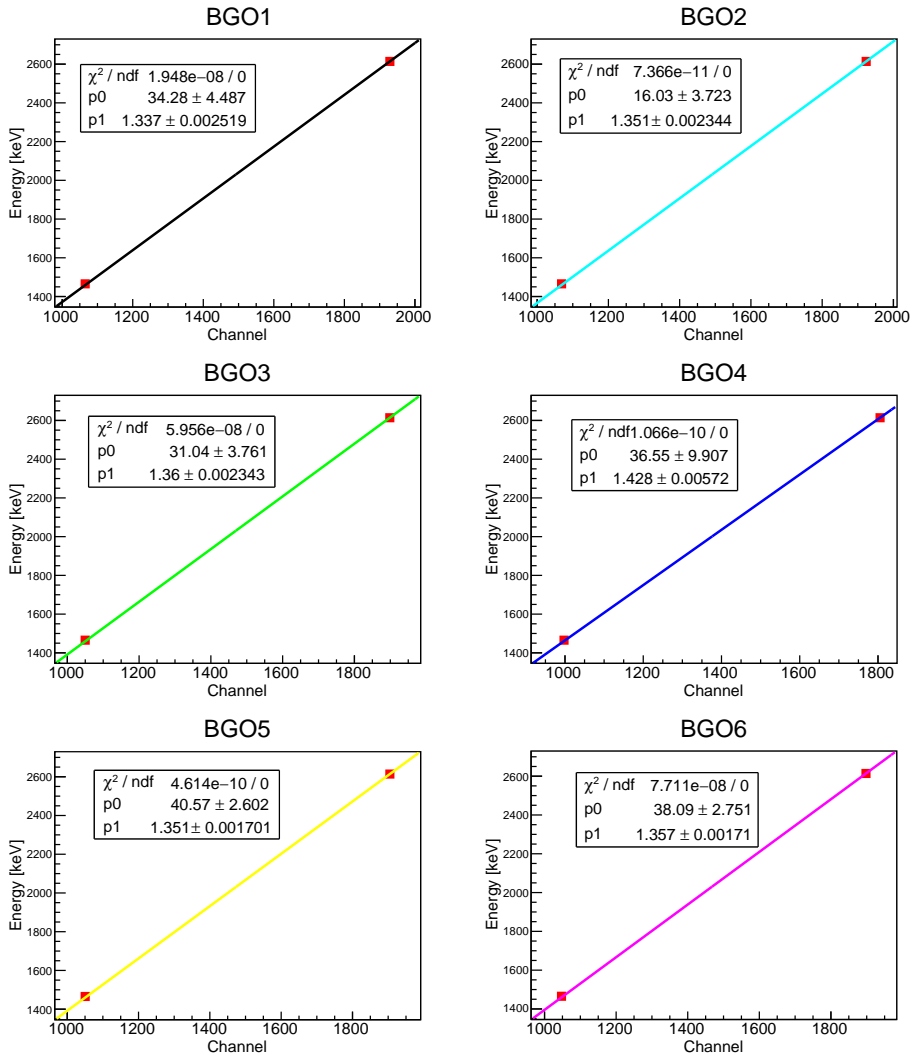 BGO1
χ² / ndf 1.948e−08 / 0
p0 34.28 ± 4.487
p1 1.337 ± 0.002519
Energy [keV]
2600
2400
2200
2000
1800
1600
1400
1000 1200 1400 1600 1800 2000
Channel
BGO2
χ² / ndf 7.366e−11 / 0
p0 16.03 ± 3.723
p1 1.351 ± 0.002344
Energy [keV]
2600
2400
2200
2000
1800
1600
1400
1000 1200 1400 1600 1800 2000
Channel
BGO3
χ² / ndf 5.956e−08 / 0
p0 31.04 ± 3.761
p1 1.36 ± 0.002343
Energy [keV]
2600
2400
2200
2000
1800
1600
1400
1000 1200 1400 1600 1800
Channel
BGO4
χ² / ndf 1.066e−10 / 0
p0 36.55 ± 9.907
p1 1.428 ± 0.00572
Energy [keV]
2600
2400
2200
2000
1800
1600
1400
1000 1200 1400 1600 1800
Channel
BGO5
χ² / ndf 4.614e−10 / 0
p0 40.57 ± 2.602
p1 1.351 ± 0.001701
Energy [keV]
2600
2400
2200
2000
1800
1600
1400
1000 1200 1400 1600 1800
Channel
BGO6
χ² / ndf 7.711e−08 / 0
p0 38.09 ± 2.751
p1 1.357 ± 0.00171
Energy [keV]
2600
2400
2200
2000
1800
1600
1400
1000 1200 1400 1600 1800
Channel